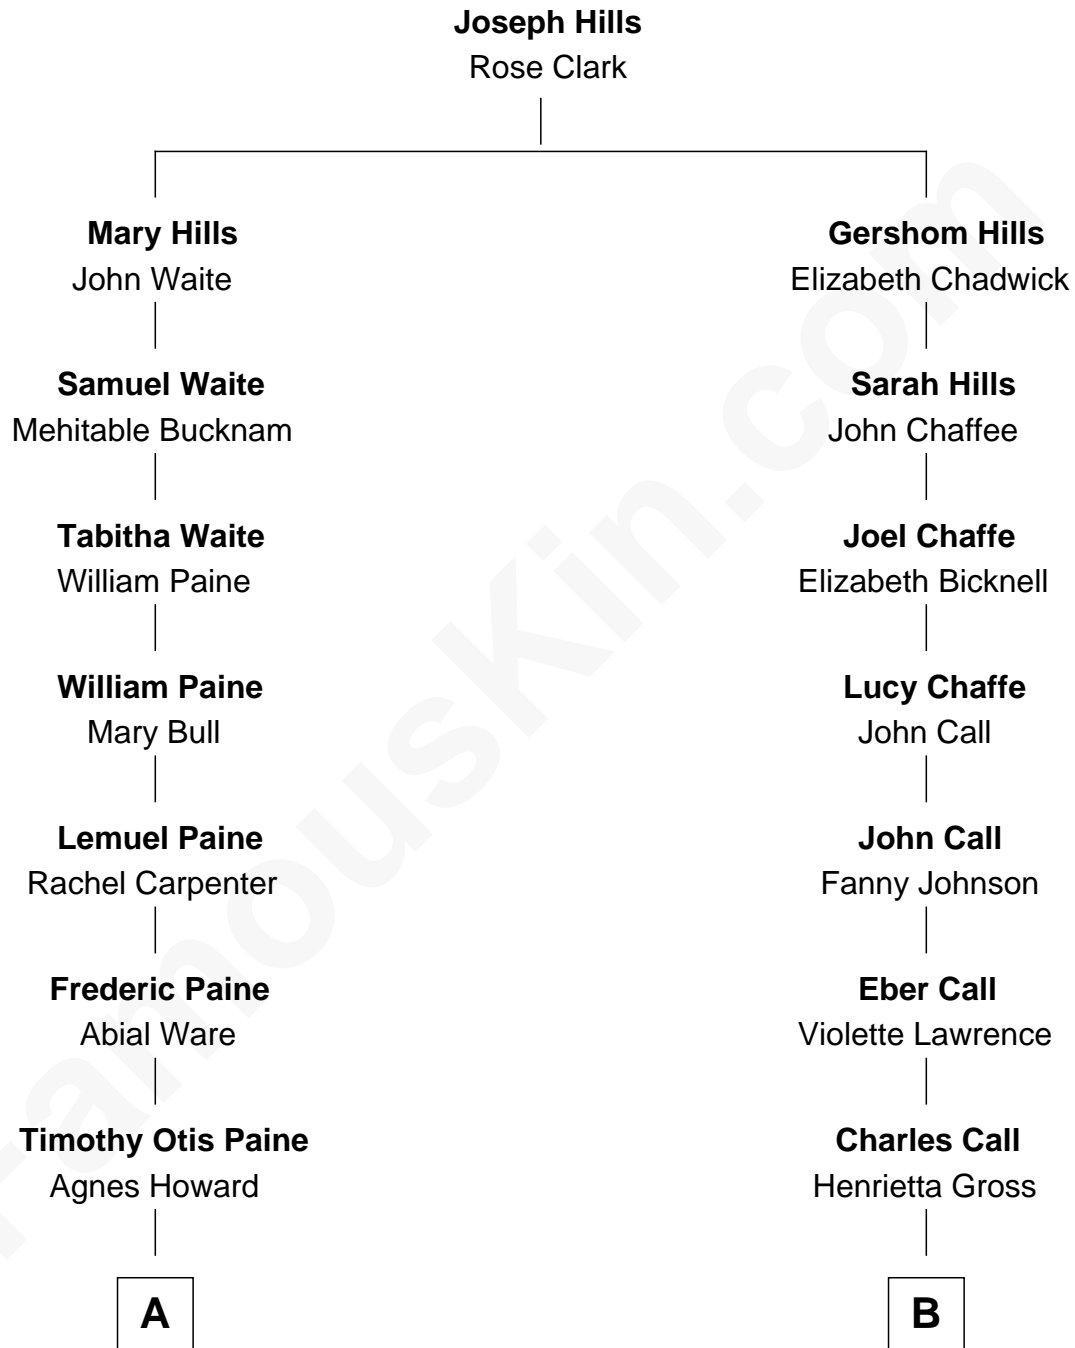 Joseph Hills
Rose Clark
Mary Hills
John Waite
Gershom Hills
Elizabeth Chadwick
Samuel Waite
Mehitable Bucknam
Sarah Hills
John Chaffee
Tabitha Waite
William Paine
Joel Chaffe
Elizabeth Bicknell
William Paine
Mary Bull
Lucy Chaffe
John Call
Lemuel Paine
Rachel Carpenter
John Call
Fanny Johnson
Frederic Paine
Abial Ware
Eber Call
Violette Lawrence
Timothy Otis Paine
Agnes Howard
Charles Call
Henrietta Gross
A
B
FamousKin.com